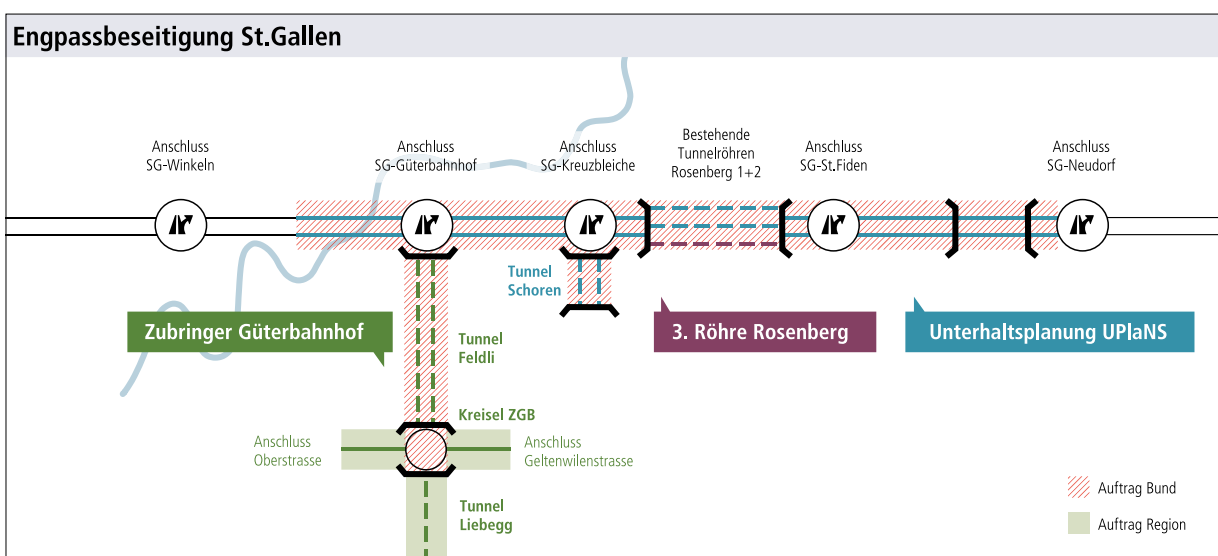 Engpassbeseitigung St.Gallen
Anschluss
SG-Winkeln
Anschluss
SG-Güterbahnhof
Anschluss
SG-Kreuzbleiche
Bestehende
Tunnelröhren
Rosenberg 1+2
Anschluss
SG-St.Fiden
Anschluss
SG-Neudorf
Tunnel
Schoren
Zubringer Güterbahnhof
3. Röhre Rosenberg
Unterhaltsplanung UPlaNS
Tunnel
Feldli
Kreisel ZGB
Anschluss
Oberstrasse
Anschluss
Geltenwilenstrasse
Tunnel
Liebegg
Auftrag Bund
Auftrag Region